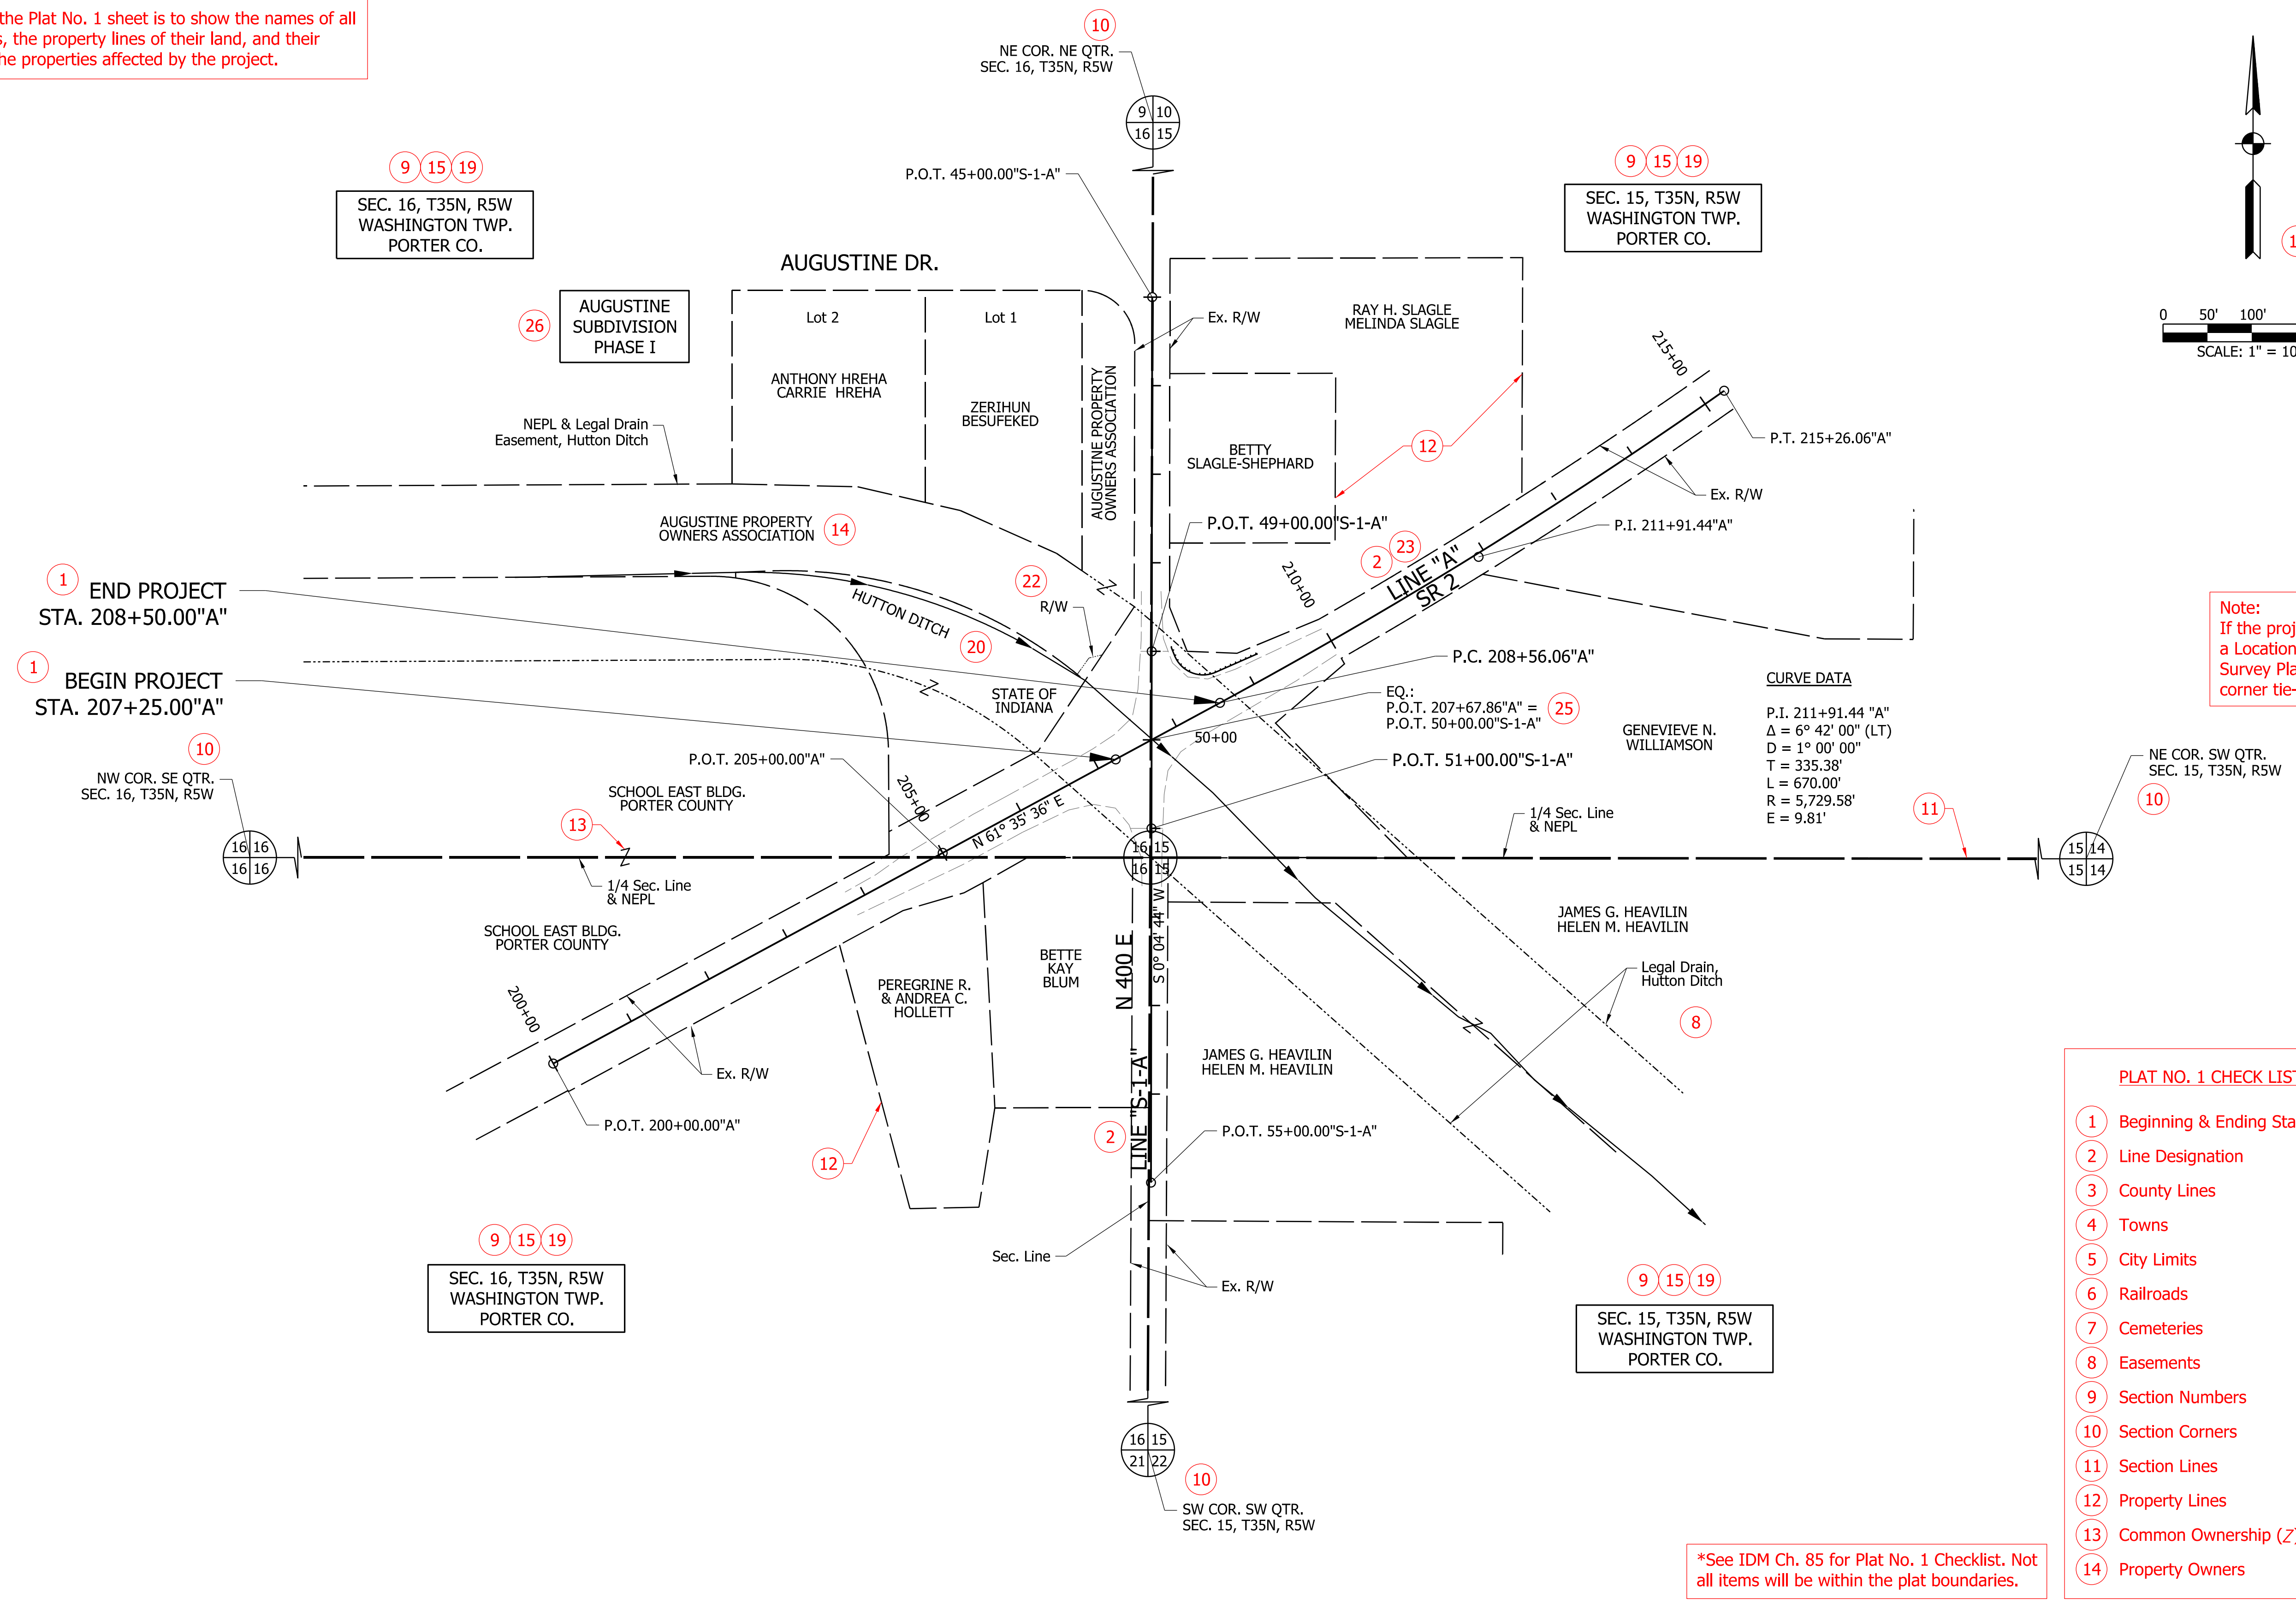 the Plat No. 1 sheet is to show the names of all
, the property lines of their land, and their
he properties affected by the project.
10
NE COR. NE QTR.
SEC. 16, T35N, R5W
9 10
16 15
9 15 19
SEC. 16, T35N, R5W
WASHINGTON TWP.
PORTER CO.
P.O.T. 45+00.00"S-1-A"
9 15 19
SEC. 15, T35N, R5W
WASHINGTON TWP.
PORTER CO.
0 50' 100'
SCALE: 1" = 10
AUGUSTINE DR.
26
AUGUSTINE
SUBDIVISION
PHASE I
Lot 2
Lot 1
Ex. R/W
RAY H. SLAGLE
MELINDA SLAGLE
215+00
ANTHONY HREHA
CARRIE HREHA
ZERIHUN
BESUFEKED
AUGUSTINE PROPERTY
OWNERS ASSOCIATION
NEPL & Legal Drain
Easement, Hutton Ditch
BETTY
SLAGLE-SHEPHARD
12
P.T. 215+26.06"A"
Ex. R/W
AUGUSTINE PROPERTY
OWNERS ASSOCIATION
14
P.O.T. 49+00.00"S-1-A"
P.I. 211+91.44"A"
2
23
LINE "A"
SR 2
210+00
1
END PROJECT
STA. 208+50.00"A"
22
R/W
HUTTON DITCH
20
Z
1
BEGIN PROJECT
STA. 207+25.00"A"
Z
STATE OF
INDIANA
P.C. 208+56.06"A"
EQ.:
P.O.T. 207+67.86"A" =
P.O.T. 50+00.00"S-1-A"
25
50+00
GENEVIEVE N.
WILLIAMSON
CURVE DATA
P.I. 211+91.44 "A"
Δ = 6° 42' 00" (LT)
D = 1° 00' 00"
T = 335.38'
L = 670.00'
R = 5,729.58'
E = 9.81'
Note:
If the proj
a Location
Survey Pla
corner tie-
10
NW COR. SE QTR.
SEC. 16, T35N, R5W
P.O.T. 205+00.00"A"
P.O.T. 51+00.00"S-1-A"
NE COR. SW QTR.
SEC. 15, T35N, R5W
10
SCHOOL EAST BLDG.
PORTER COUNTY
205+00
N 61° 35' 36" E
13
Z
1/4 Sec. Line
& NEPL
11
16 16
16 16
16 15
16 15
15 14
15 14
1/4 Sec. Line
& NEPL
SCHOOL EAST BLDG.
PORTER COUNTY
S 0° 04' 44" W
N 400 E
JAMES G. HEAVILIN
HELEN M. HEAVILIN
BETTE
KAY
BLUM
PEREGRINE R.
& ANDREA C.
HOLLETT
Legal Drain,
Hutton Ditch
8
200+00
Z
Ex. R/W
JAMES G. HEAVILIN
HELEN M. HEAVILIN
P.O.T. 200+00.00"A"
12
2
LINE "S-1-A"
P.O.T. 55+00.00"S-1-A"
Sec. Line
Ex. R/W
9 15 19
SEC. 16, T35N, R5W
WASHINGTON TWP.
PORTER CO.
9 15 19
SEC. 15, T35N, R5W
WASHINGTON TWP.
PORTER CO.
16 15
21 22
10
SW COR. SW QTR.
SEC. 15, T35N, R5W
PLAT NO. 1 CHECK LIST
1 Beginning & Ending Sta
2 Line Designation
3 County Lines
4 Towns
5 City Limits
6 Railroads
7 Cemeteries
8 Easements
9 Section Numbers
10 Section Corners
11 Section Lines
12 Property Lines
13 Common Ownership (Z)
14 Property Owners
*See IDM Ch. 85 for Plat No. 1 Checklist. Not
all items will be within the plat boundaries.